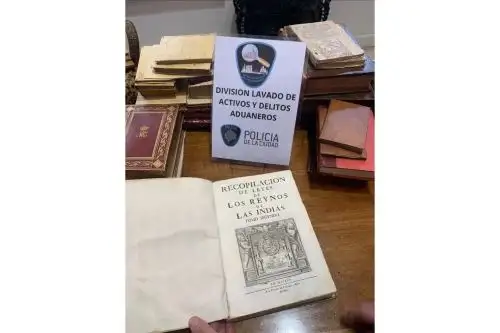 DIVISION LAVADO DE
ACTIVOS Y DELITOS
ADUANEROS
POLICIA
DE LA CIUDAD
RECOPILACION
DE LEYES
DE
LOS REYNOS
DE
LAS INDIAS